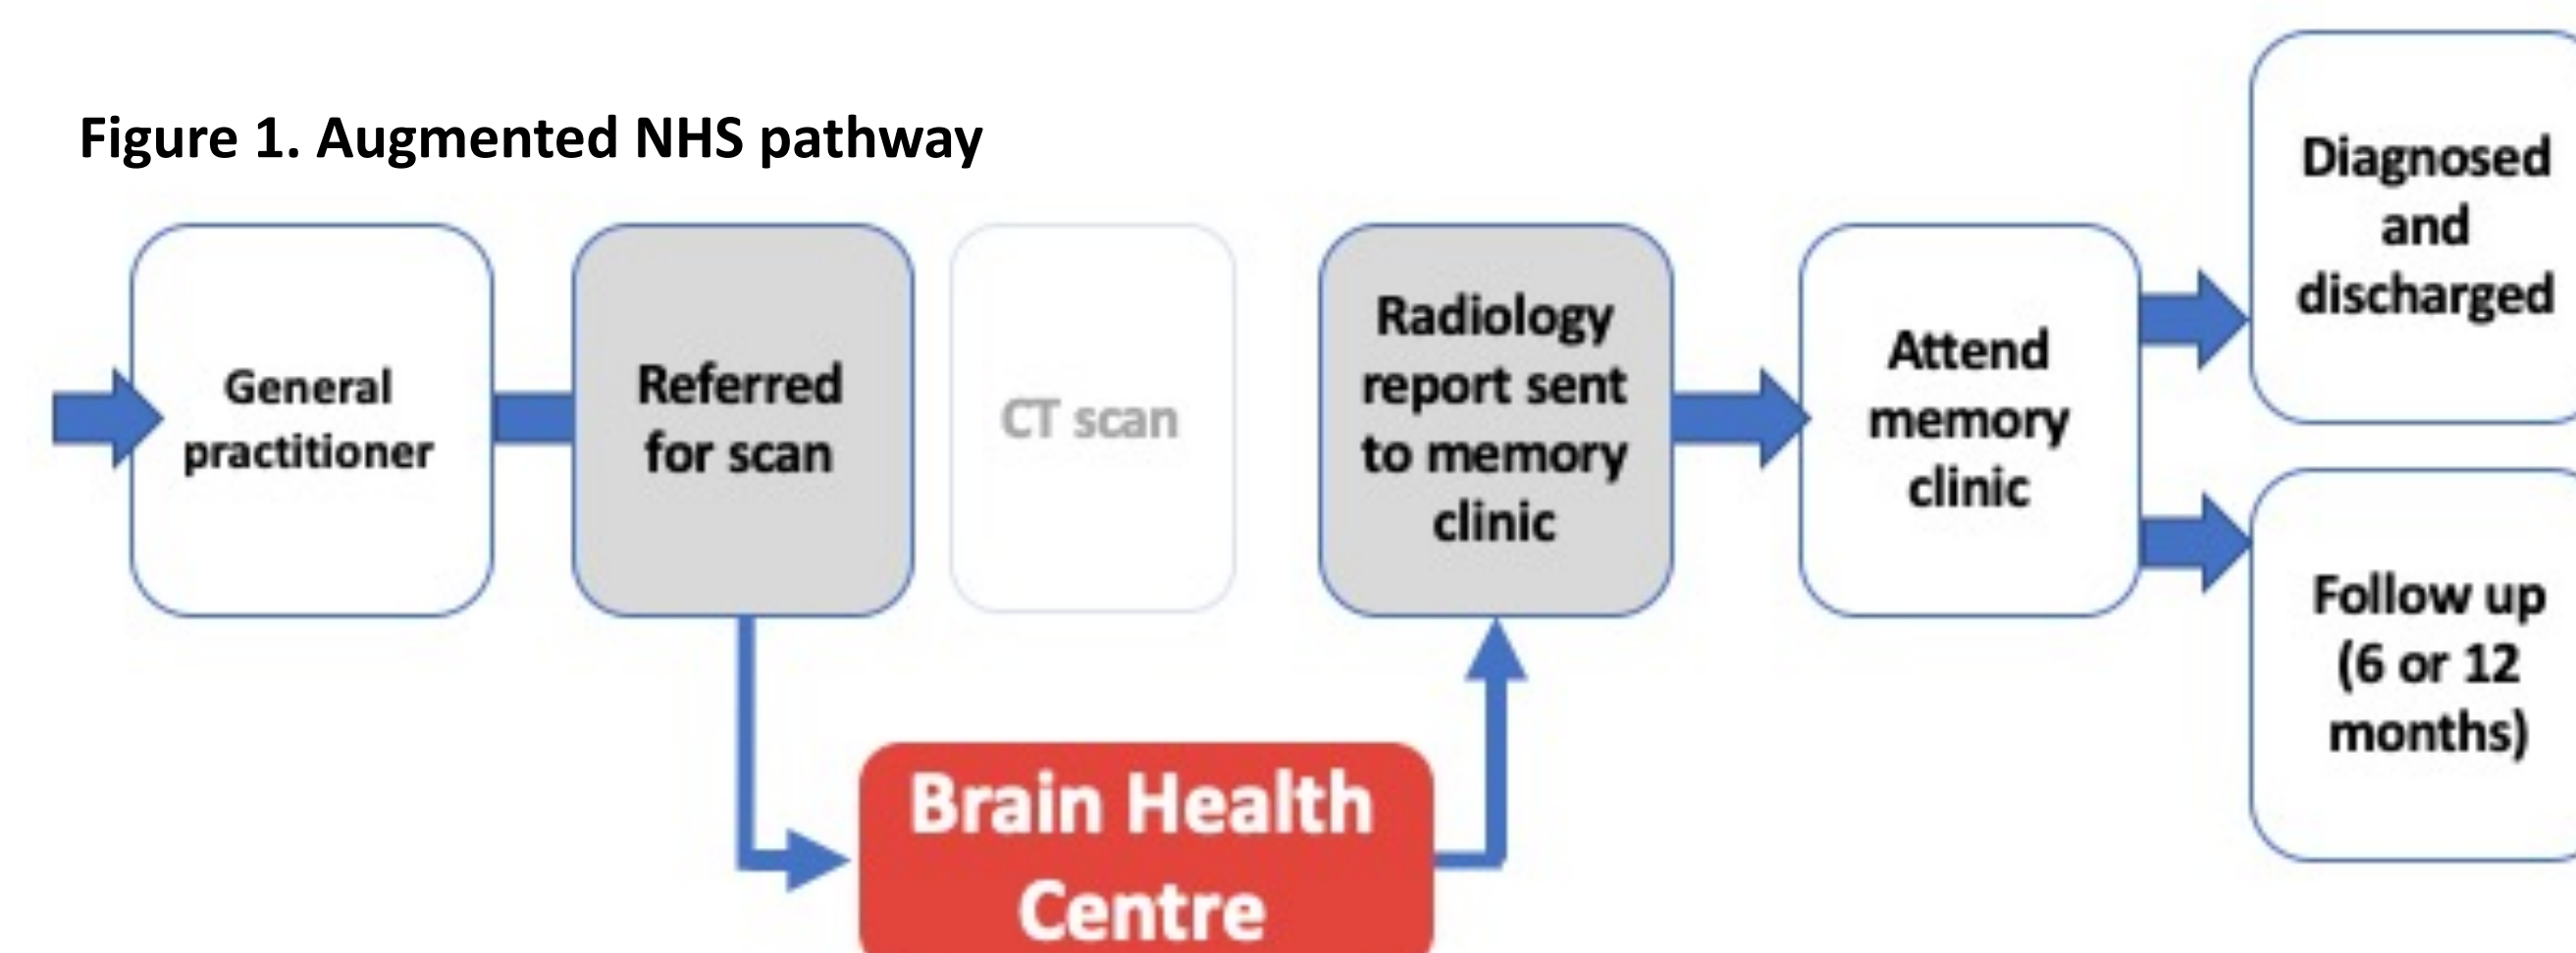 Figure 1. Augmented NHS pathway
General
practitioner
Referred
for scan
CT scan
Radiology
report sent
to memory
clinic
Attend
memory
clinic
Diagnosed
and
discharged
Follow up
(6 or 12
months)
Brain Health
Centre